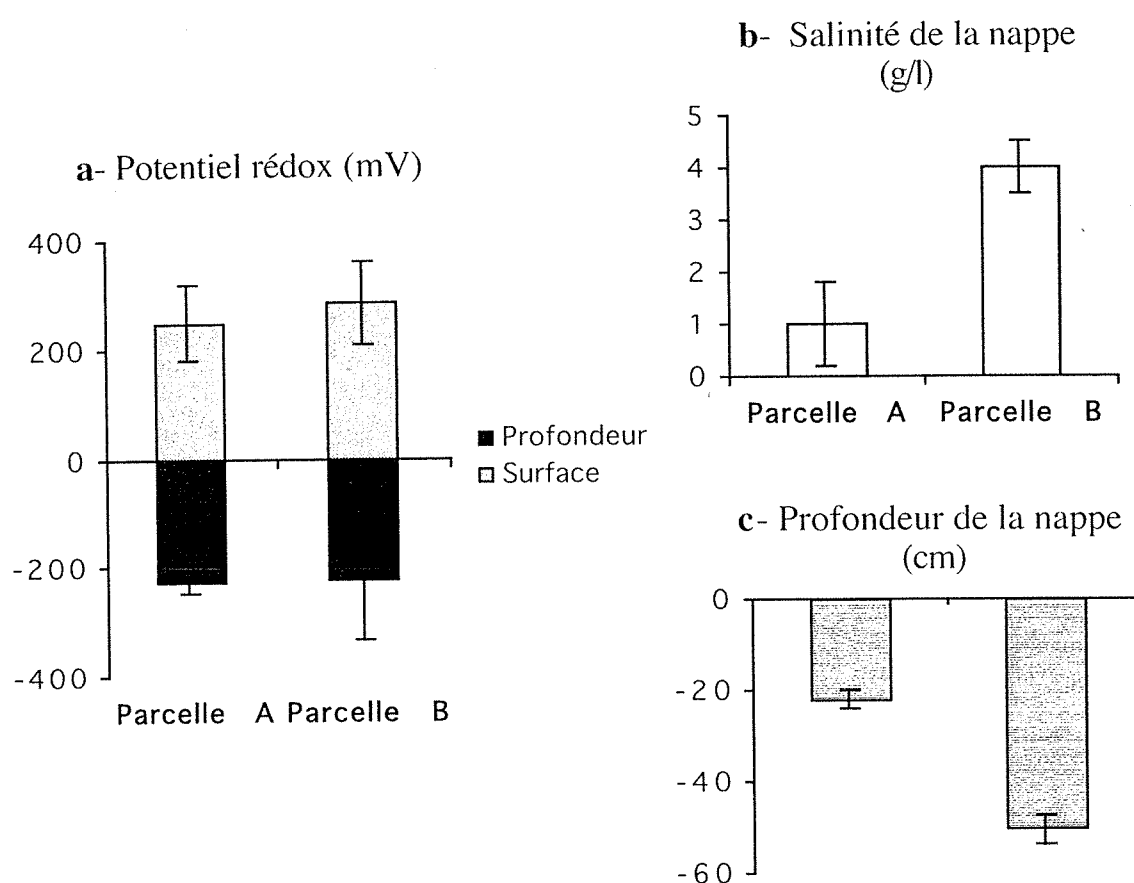 a- Potentiel rédox (mV)
400
200
0
-200
-400
Parcelle A Parcelle B
Profondeur
Surface
b- Salinité de la nappe
(g/l)
5
4
3
2
1
0
Parcelle A Parcelle B
c- Profondeur de la nappe
(cm)
0
-20
-40
-60